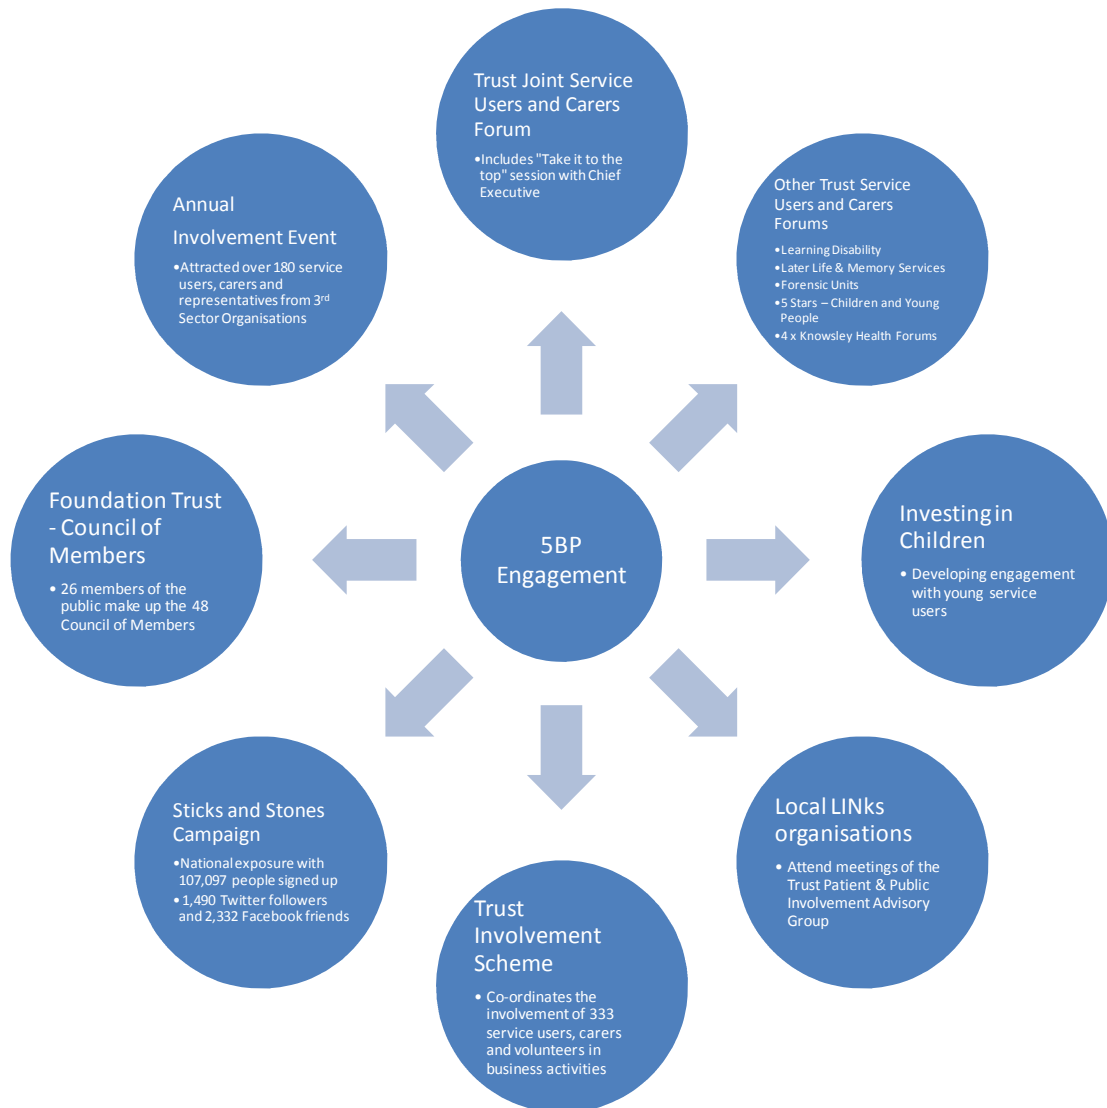 Trust Joint Service
Users and Carers
Forum
•Includes "Take it to the
top" session with Chief
Executive
Other Trust Service
Users and Carers
Forums
•Learning Disability
•Later Life & Memory Services
•Forensic Units
•5 Stars – Children and Young
People
•4 x Knowsley Health Forums
Investing in
Children
• Developing engagement
with young service
users
Local LINks
organisations
• Attend meetings of the
Trust Patient & Public
Involvement Advisory
Group
Trust
Involvement
Scheme
• Co-ordinates the
involvement of 333
service users, carers
and volunteers in
business activities
Sticks and Stones
Campaign
•National exposure with
107,097 people signed up
• 1,490 Twitter followers
and 2,332 Facebook friends
Foundation Trust
- Council of
Members
• 26 members of the
public make up the 48
Council of Members
Annual
Involvement Event
•Attracted over 180 service
users, carers and
representatives from 3rd
Sector Organisations
5BP
Engagement